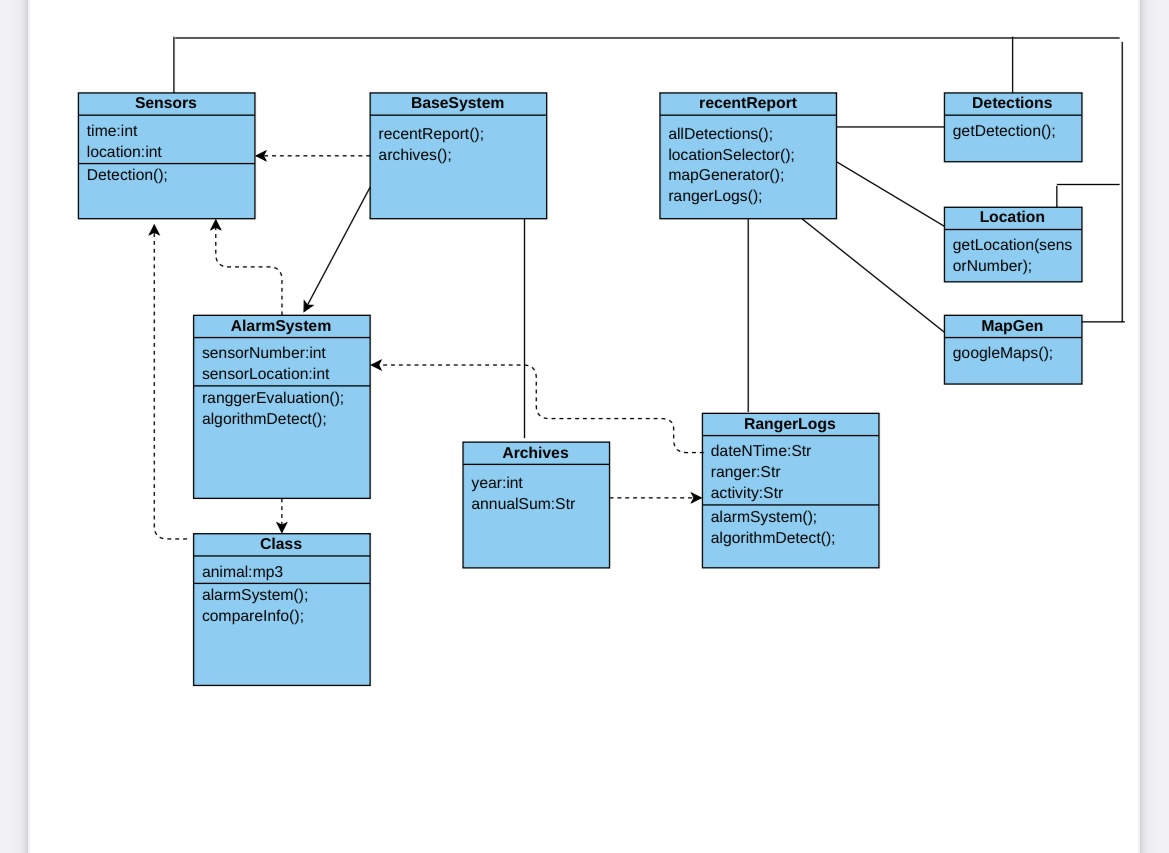 Sensors
time:int
location:int
Detection();
BaseSystem
recentReport();
archives();
recentReport
allDetections();
locationSelector();
mapGenerator();
rangerLogs();
Detections
getDetection();
Location
getLocation(sens
orNumber);
MapGen
googleMaps();
AlarmSystem
sensorNumber:int
sensorLocation:int
ranggerEvaluation();
algorithmDetect();
Archives
year:int
annualSum:Str
RangerLogs
dateNTime:Str
ranger:Str
activity:Str
alarmSystem();
algorithmDetect();
Class
animal:mp3
alarmSystem();
compareInfo();